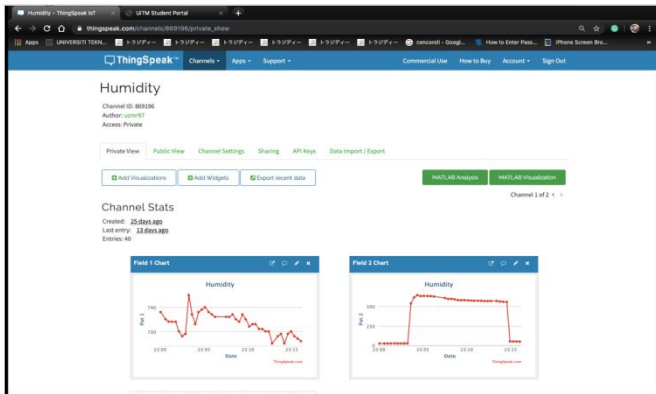 Humidity - ThingSpeak IoT
UiTM Student Portal
thingspeak.com/channels/869196/private_show
Apps UNIVERSITI TEKN... トラジディー トラジディー トラジディー トラジディー トラジディー トラジディー cencoroll - Googl... How to Enter Pass... iPhone Screen Bro...
ThingSpeak™ Channels Apps Support Commercial Use How to Buy Account Sign Out
Humidity
Channel ID: 869196
Author: uzmr97
Access: Private
Private View Public View Channel Settings Sharing API Keys Data Import / Export
Add Visualizations Add Widgets Export recent data MATLAB Analysis MATLAB Visualization
Channel 1 of 2 < >
Channel Stats
Created: 25 days ago
Last entry: 13 days ago
Entries: 40
Field 1 Chart
Humidity
Pot 1
740
720
23:00 23:05 23:10 23:15
Date
ThingSpeak.com
Field 2 Chart
Humidity
Pot 2
500
250
0
23:00 23:05 23:10 23:15
Date
ThingSpeak.com